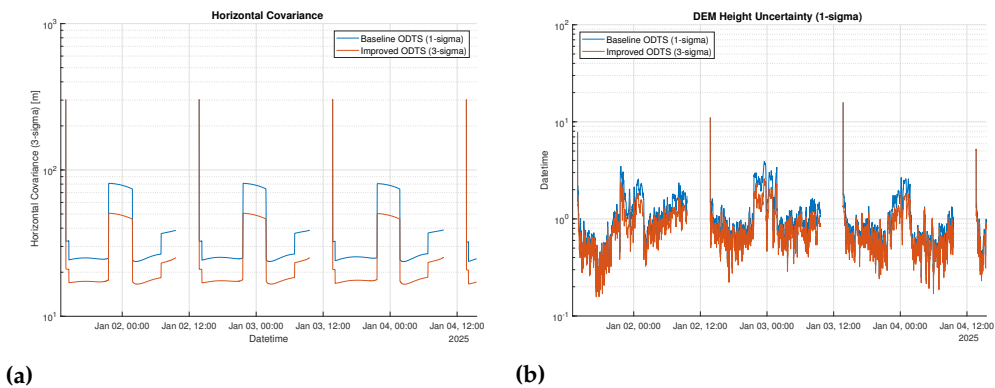 Horizontal Covariance
10^3
Baseline ODTS (1-sigma)
Improved ODTS (3-sigma)
Horizontal Covariance (3-sigma) [m]
10^2
10^1
Jan 02, 00:00 Jan 02, 12:00 Jan 03, 00:00 Jan 03, 12:00 Jan 04, 00:00 Jan 04, 12:00
Datetime 2025
(a)
DEM Height Uncertainty (1-sigma)
10^2
Baseline ODTS (1-sigma)
Improved ODTS (3-sigma)
10^1
Datetime
10^0
10^-1
Jan 02, 00:00 Jan 02, 12:00 Jan 03, 00:00 Jan 03, 12:00 Jan 04, 00:00 Jan 04, 12:00
2025
(b)